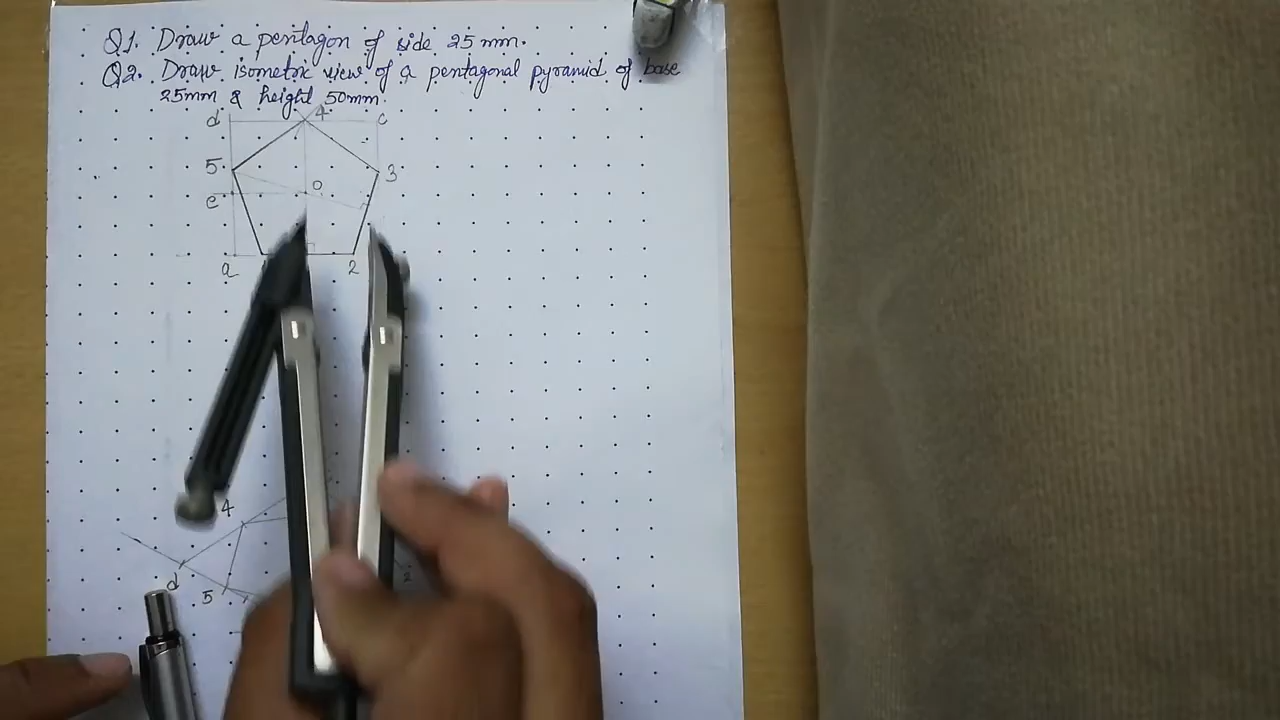 Q1. Draw a pentagon of side 25 mm.
Q2. Draw isometric view of a pentagonal pyramid of base
25mm & height 50mm.
d 4 c
5 3
e o
a 2
4
2
d 5